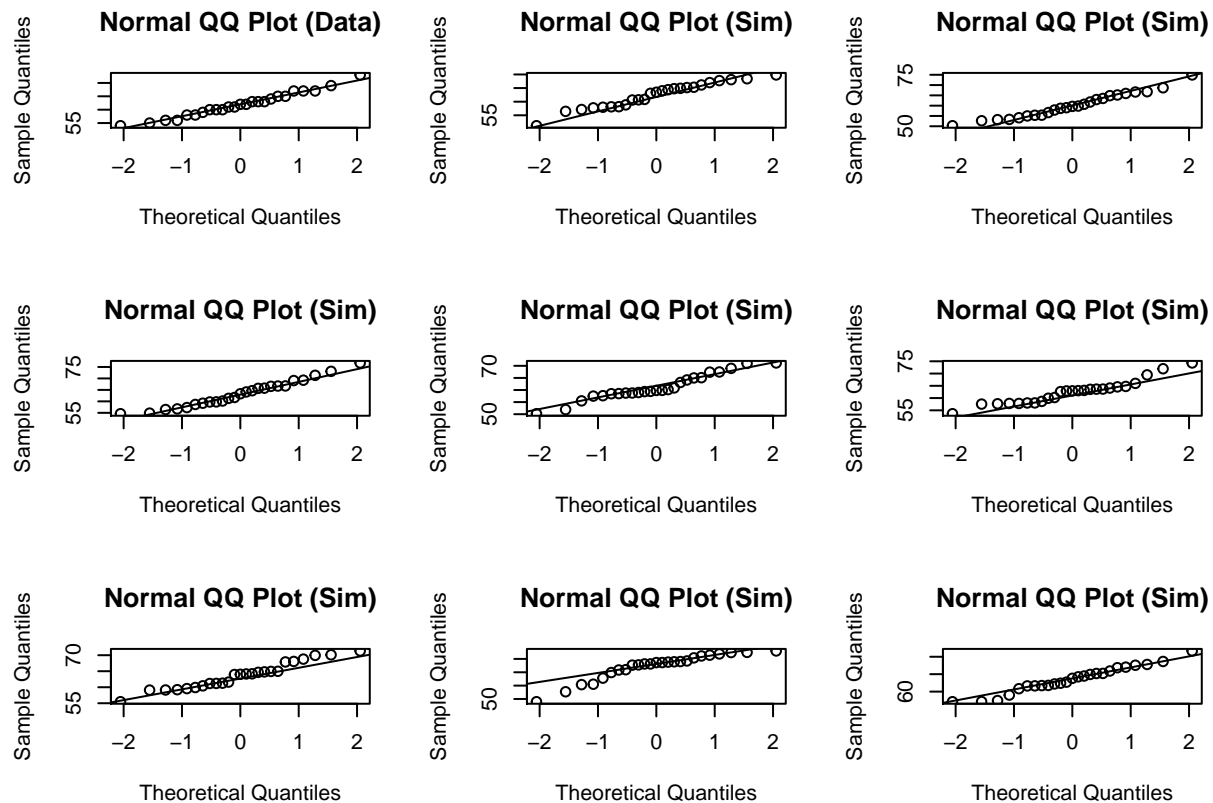 Normal QQ Plot (Data)
Sample Quantiles
55
−2 −1 0 1 2
Theoretical Quantiles
Normal QQ Plot (Sim)
Sample Quantiles
55
−2 −1 0 1 2
Theoretical Quantiles
Normal QQ Plot (Sim)
Sample Quantiles
75
50
−2 −1 0 1 2
Theoretical Quantiles
Normal QQ Plot (Sim)
Sample Quantiles
75
55
−2 −1 0 1 2
Theoretical Quantiles
Normal QQ Plot (Sim)
Sample Quantiles
70
50
−2 −1 0 1 2
Theoretical Quantiles
Normal QQ Plot (Sim)
Sample Quantiles
75
55
−2 −1 0 1 2
Theoretical Quantiles
Normal QQ Plot (Sim)
Sample Quantiles
70
55
−2 −1 0 1 2
Theoretical Quantiles
Normal QQ Plot (Sim)
Sample Quantiles
50
−2 −1 0 1 2
Theoretical Quantiles
Normal QQ Plot (Sim)
Sample Quantiles
60
−2 −1 0 1 2
Theoretical Quantiles